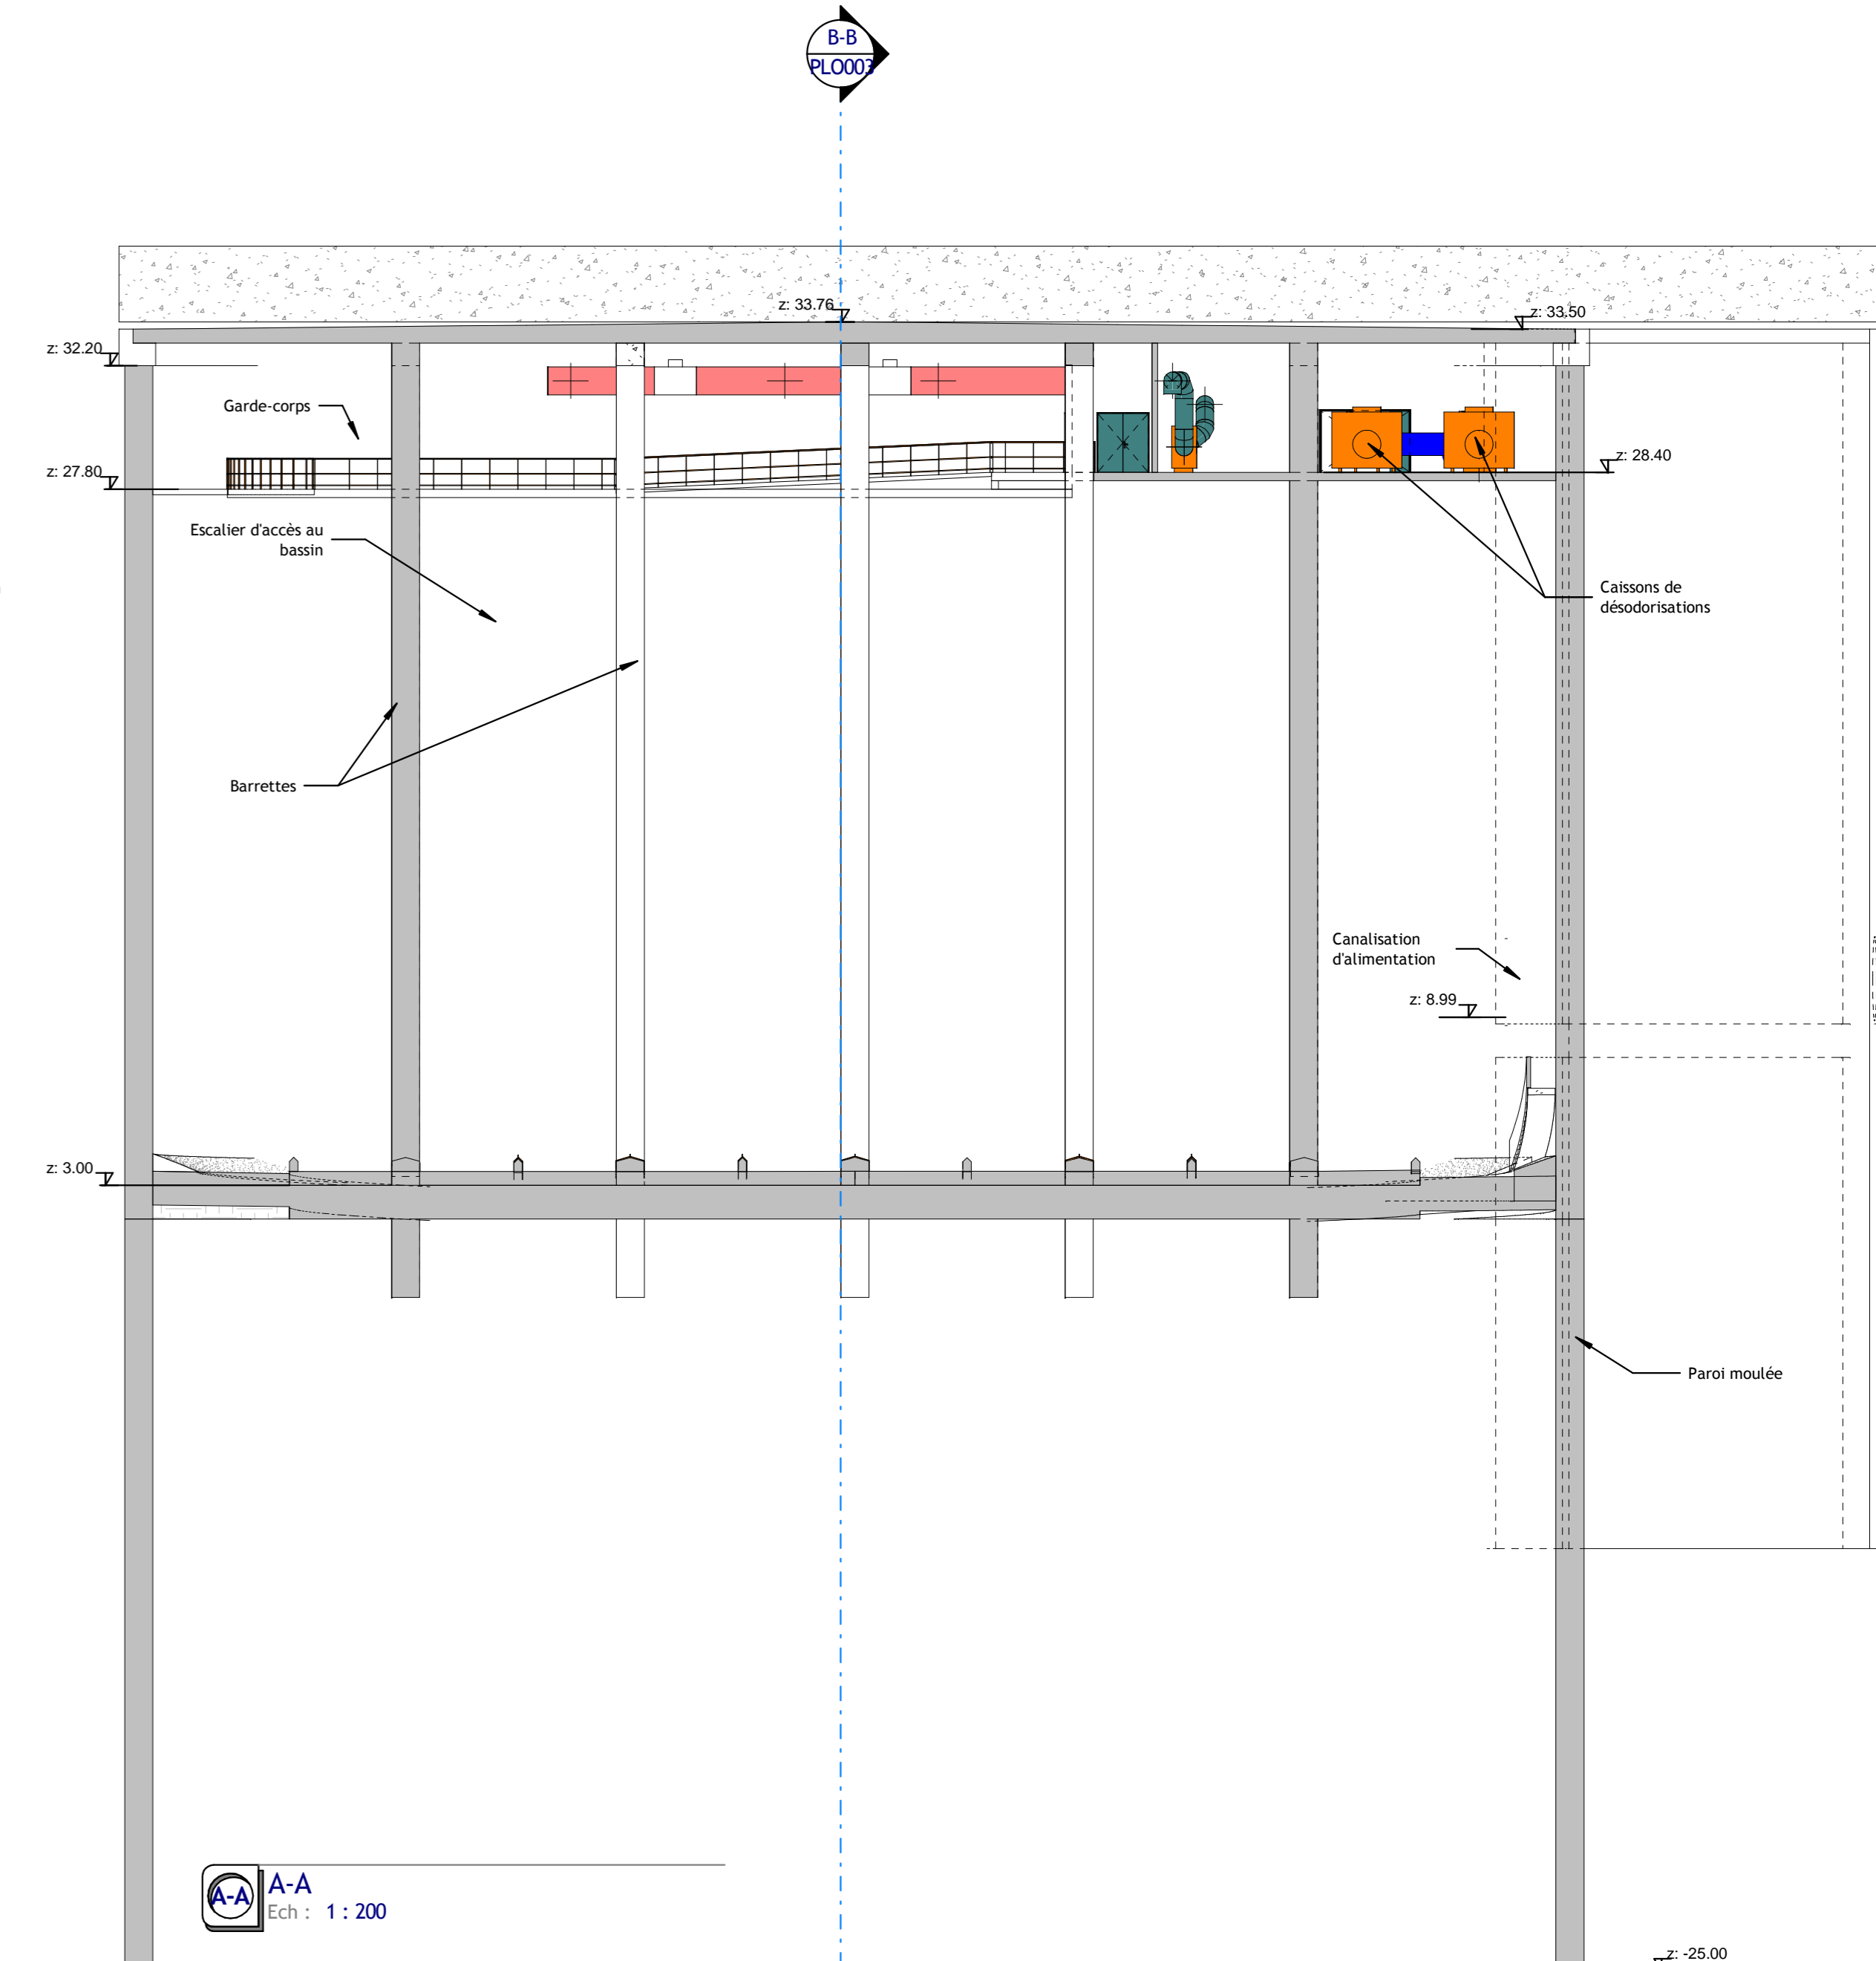 B-B
PLO003
z: 33.76
z: 33.50
z: 32.20
Garde-corps
z: 27.80
z: 28.40
Escalier d'accès au
bassin
Caissons de
désodorisations
Barrettes
Canalisation
d'alimentation
z: 8.99
z: 3.00
Paroi moulée
A-A
A-A
Ech : 1 : 200
z: -25.00